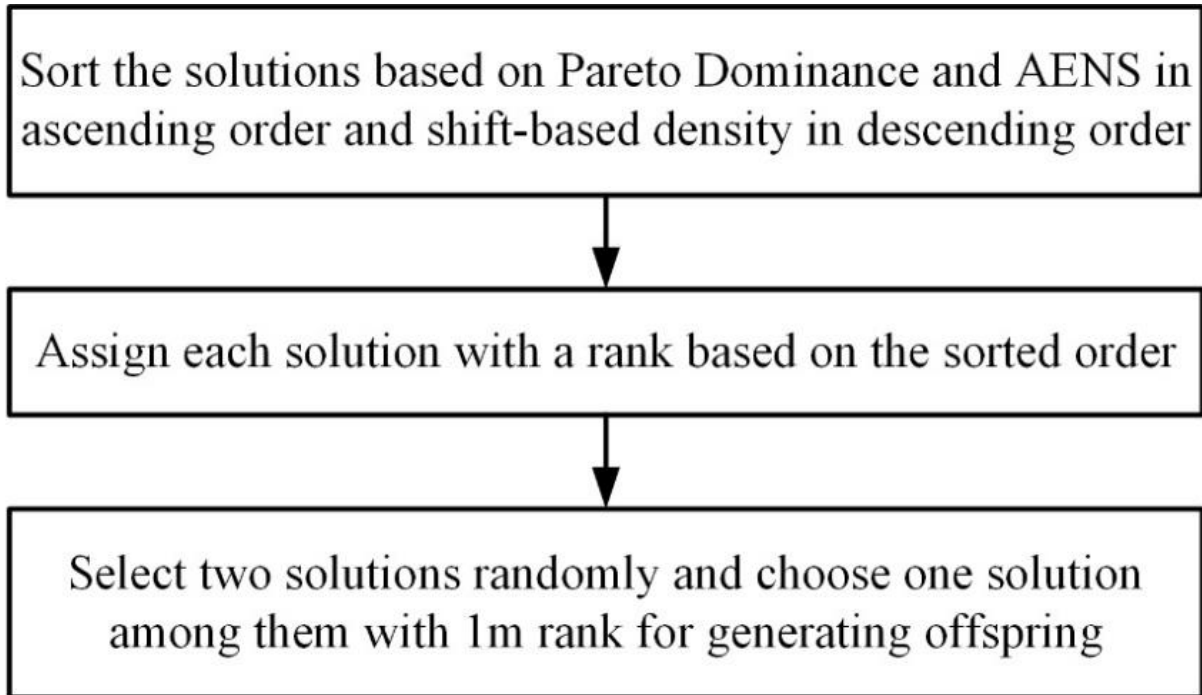 Sort the solutions based on Pareto Dominance and AENS in
ascending order and shift-based density in descending order
Assign each solution with a rank based on the sorted order
Select two solutions randomly and choose one solution
among them with 1m rank for generating offspring